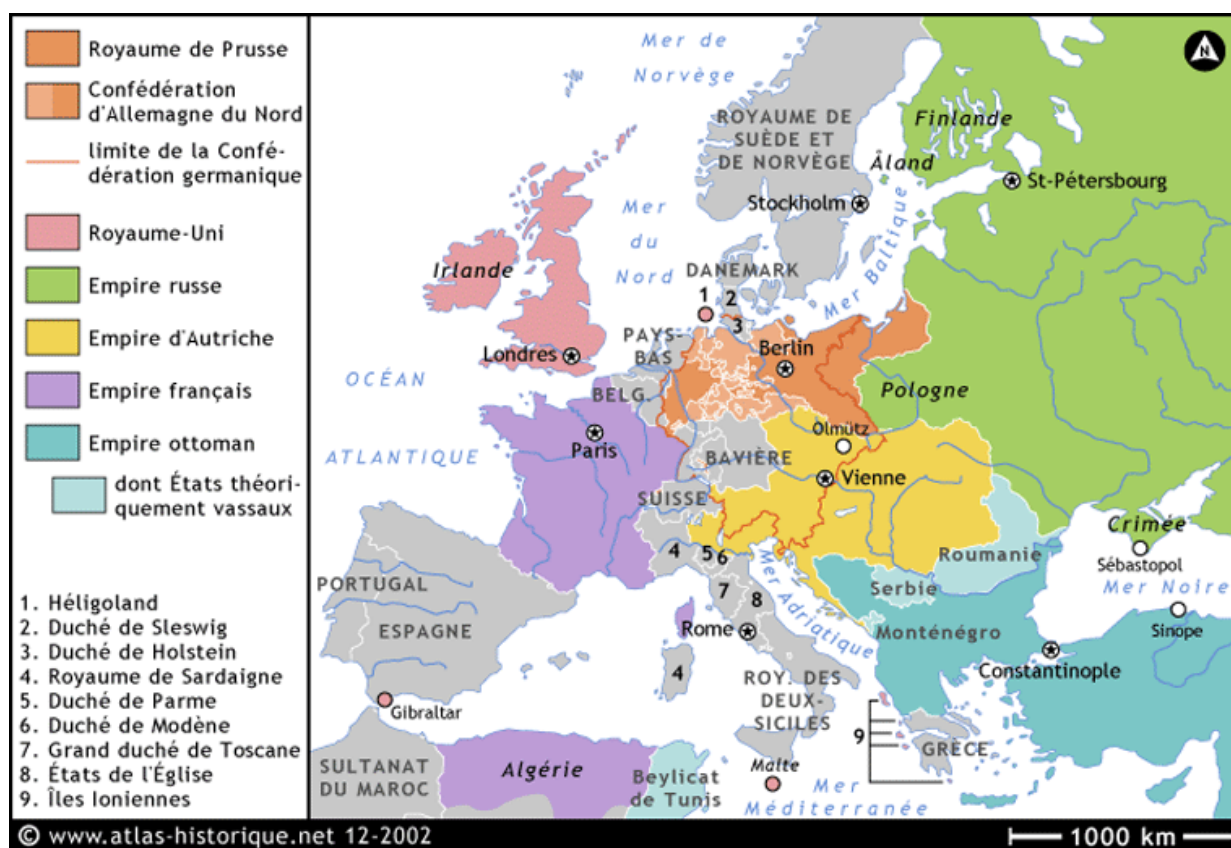 Royaume de Prusse
Confédération
d'Allemagne du Nord
limite de la Confé-
dération germanique
Royaume-Uni
Empire russe
Empire d'Autriche
Empire français
Empire ottoman
dont États théori-
quement vassaux
1. Héligoland
2. Duché de Sleswig
3. Duché de Holstein
4. Royaume de Sardaigne
5. Duché de Parme
6. Duché de Modène
7. Grand duché de Toscane
8. États de l'Église
9. Îles Ioniennes
N
Mer de
Norvège
ROYAUME DE
SUÈDE ET
DE NORVÈGE
Finlande
Åland
St-Pétersbourg
Stockholm
Mer
du
Nord
Mer Baltique
Irlande
DANEMARK
1
2
3
PAYS-
BAS
Londres
Berlin
OCÉAN
ATLANTIQUE
BELG.
Pologne
Paris
Olmütz
BAVIÈRE
Vienne
SUISSE
Crimée
Sébastopol
Roumanie
4
5
6
Mer Adriatique
Serbie
Mer Noire
PORTUGAL
ESPAGNE
7
8
Rome
Monténégro
Sinope
Constantinople
4
ROY. DES
DEUX-
SICILES
Gibraltar
9
GRÈCE
SULTANAT
DU MAROC
Algérie
Beylicat
de Tunis
Malte
Mer
Méditerranée
© www.atlas-historique.net 12-2002
1000 km